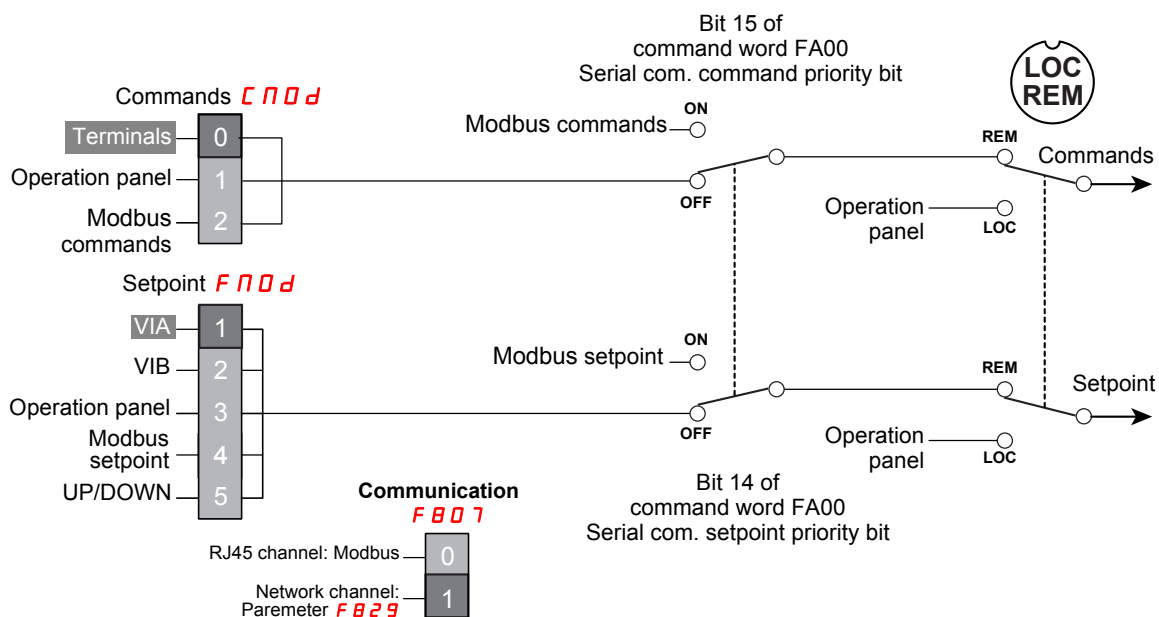 Bit 15 of
command word FA00
Serial com. command priority bit
LOC
REM
Commands CNOd
ON
Modbus commands
Terminals
0
REM
Commands
Operation panel
1
OFF
Operation
panel
LOC
Modbus
commands
2
Setpoint FNOd
VIA
1
ON
Modbus setpoint
VIB
2
REM
Setpoint
Operation panel
3
OFF
Operation
panel
LOC
Modbus
setpoint
4
UP/DOWN
5
Bit 14 of
command word FA00
Serial com. setpoint priority bit
Communication
F807
RJ45 channel: Modbus
0
Network channel:
Paremeter F829
1